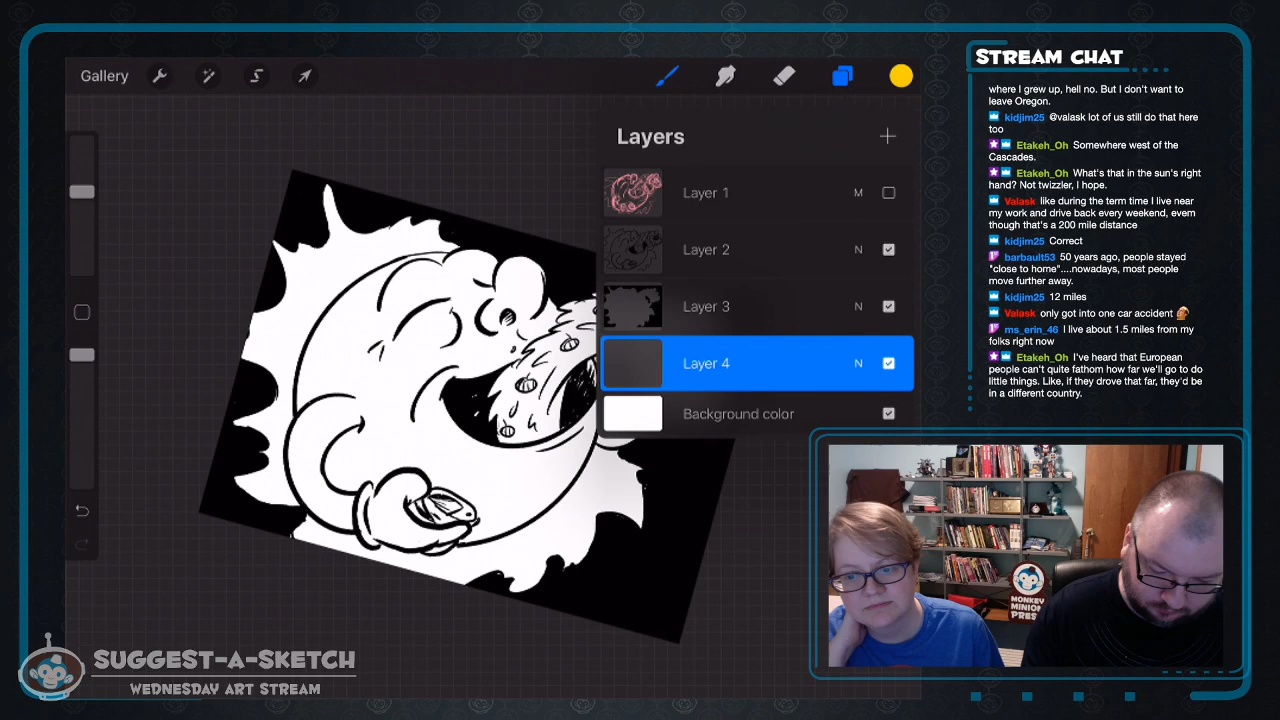 Gallery
Layers
Layer 1 M
Layer 2 N
Layer 3 N
Layer 4 N
Background color
STREAM CHAT
where I grew up, hell no. But I don't want to
leave Oregon.
kidjim25 @valask lot of us still do that here
too
Etakeh_Oh Somewhere west of the
Cascades.
Etakeh_Oh What's that in the sun's right
hand? Not twizzler, I hope.
Valask like during the term time I live near
my work and drive back every weekend, evem
though that's a 200 mile distance
kidjim25 Correct
barbault53 50 years ago, people stayed
"close to home"....nowadays, most people
move further away.
kidjim25 12 miles
Valask only got into one car accident
ms_erin_46 I live about 1.5 miles from my
folks right now
Etakeh_Oh I've heard that European
people can't quite fathom how far we'll go to do
little things. Like, if they drove that far, they'd be
in a different country.
MONKEY
MINION
PRESS
SUGGEST-A-SKETCH
WEDNESDAY ART STREAM